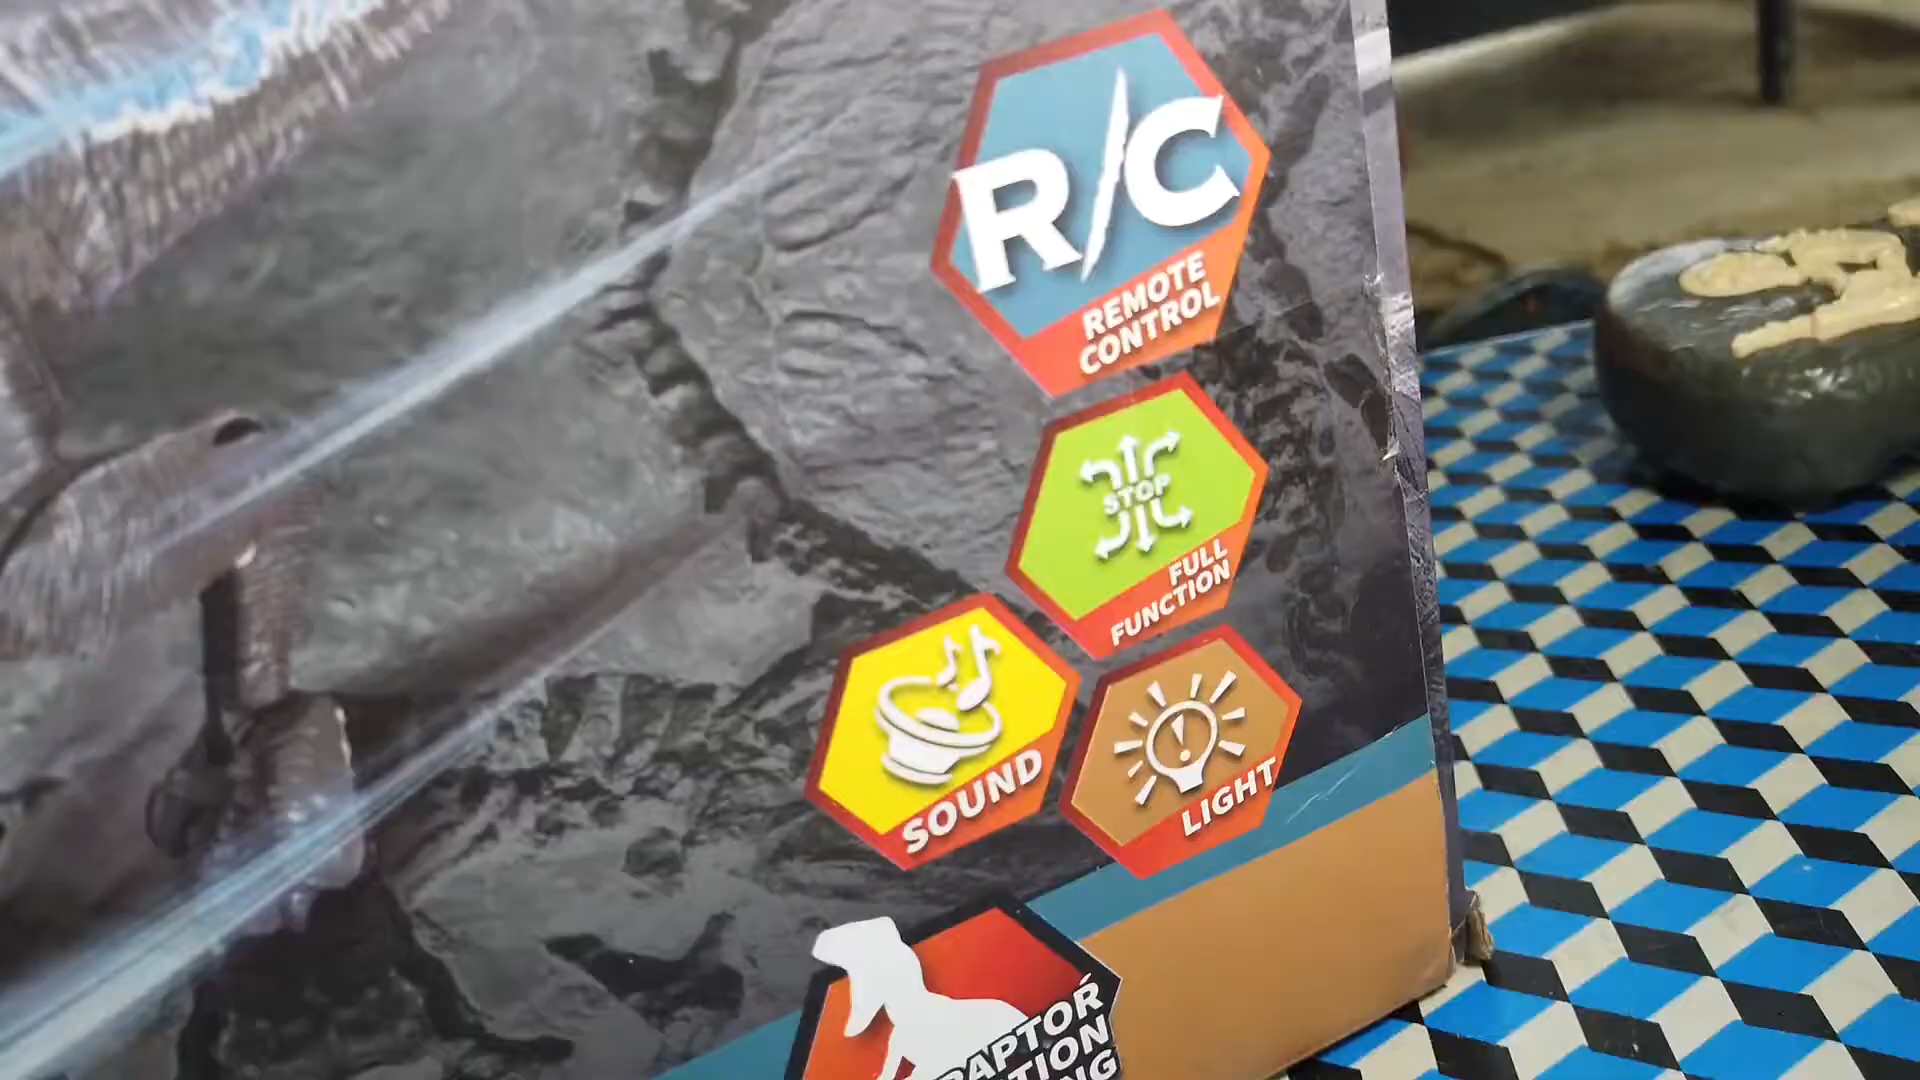 R/C
REMOTE
CONTROL
STOP
FULL
FUNCTION
SOUND
LIGHT